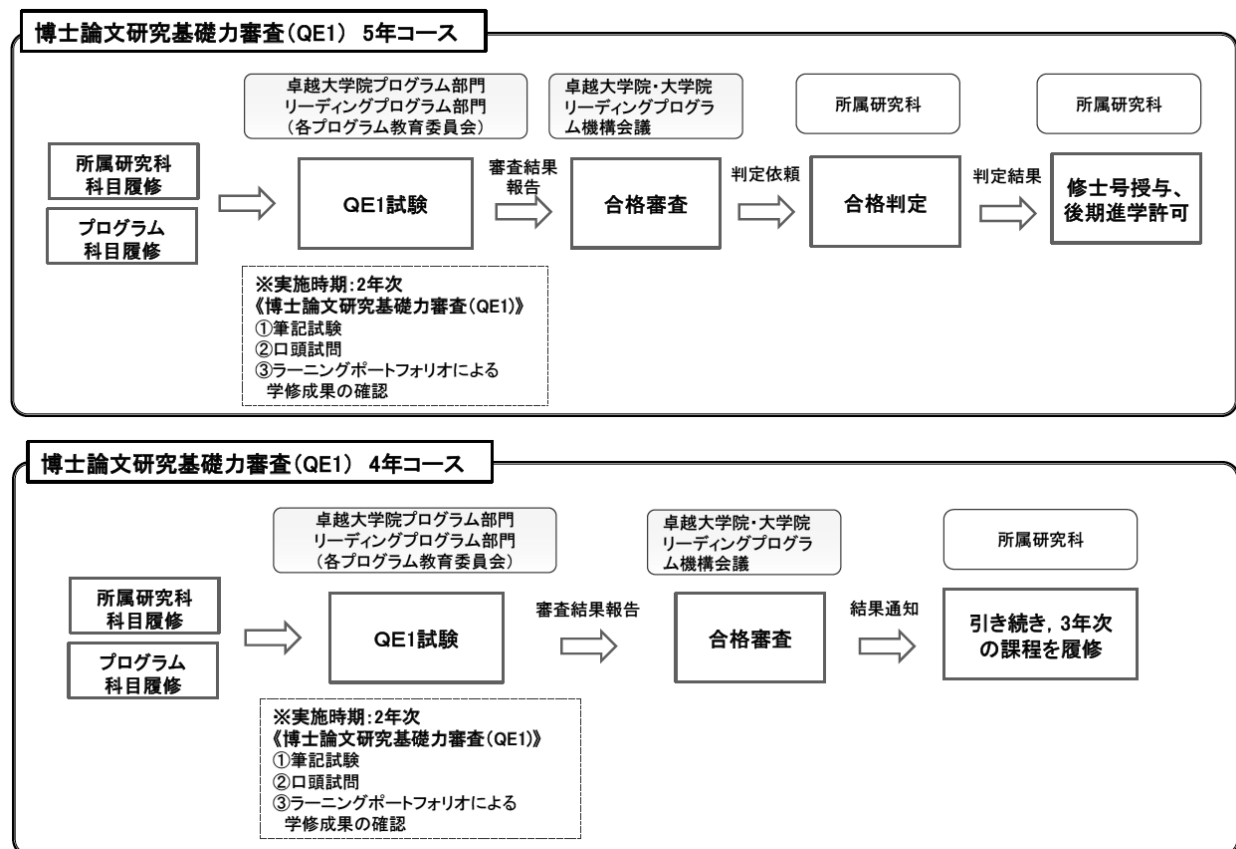 博士論文研究基礎力審査(QE1) 5年コース
卓越大学院プログラム部門
リーディングプログラム部門
(各プログラム教育委員会)
卓越大学院・大学院
リーディングプログラ
ム機構会議
所属研究科
所属研究科
所属研究科
科目履修
プログラム
科目履修
QE1試験
審査結果
報告
合格審査
判定依頼
合格判定
判定結果
修士号授与、
後期進学許可
※実施時期:2年次
《博士論文研究基礎力審査(QE1)》
①筆記試験
②口頭試問
③ラーニングポートフォリオによる
学修成果の確認
博士論文研究基礎力審査(QE1) 4年コース
卓越大学院プログラム部門
リーディングプログラム部門
(各プログラム教育委員会)
卓越大学院・大学院
リーディングプログラ
ム機構会議
所属研究科
所属研究科
科目履修
プログラム
科目履修
QE1試験
審査結果報告
合格審査
結果通知
引き続き,3年次
の課程を履修
※実施時期:2年次
《博士論文研究基礎力審査(QE1)》
①筆記試験
②口頭試問
③ラーニングポートフォリオによる
学修成果の確認